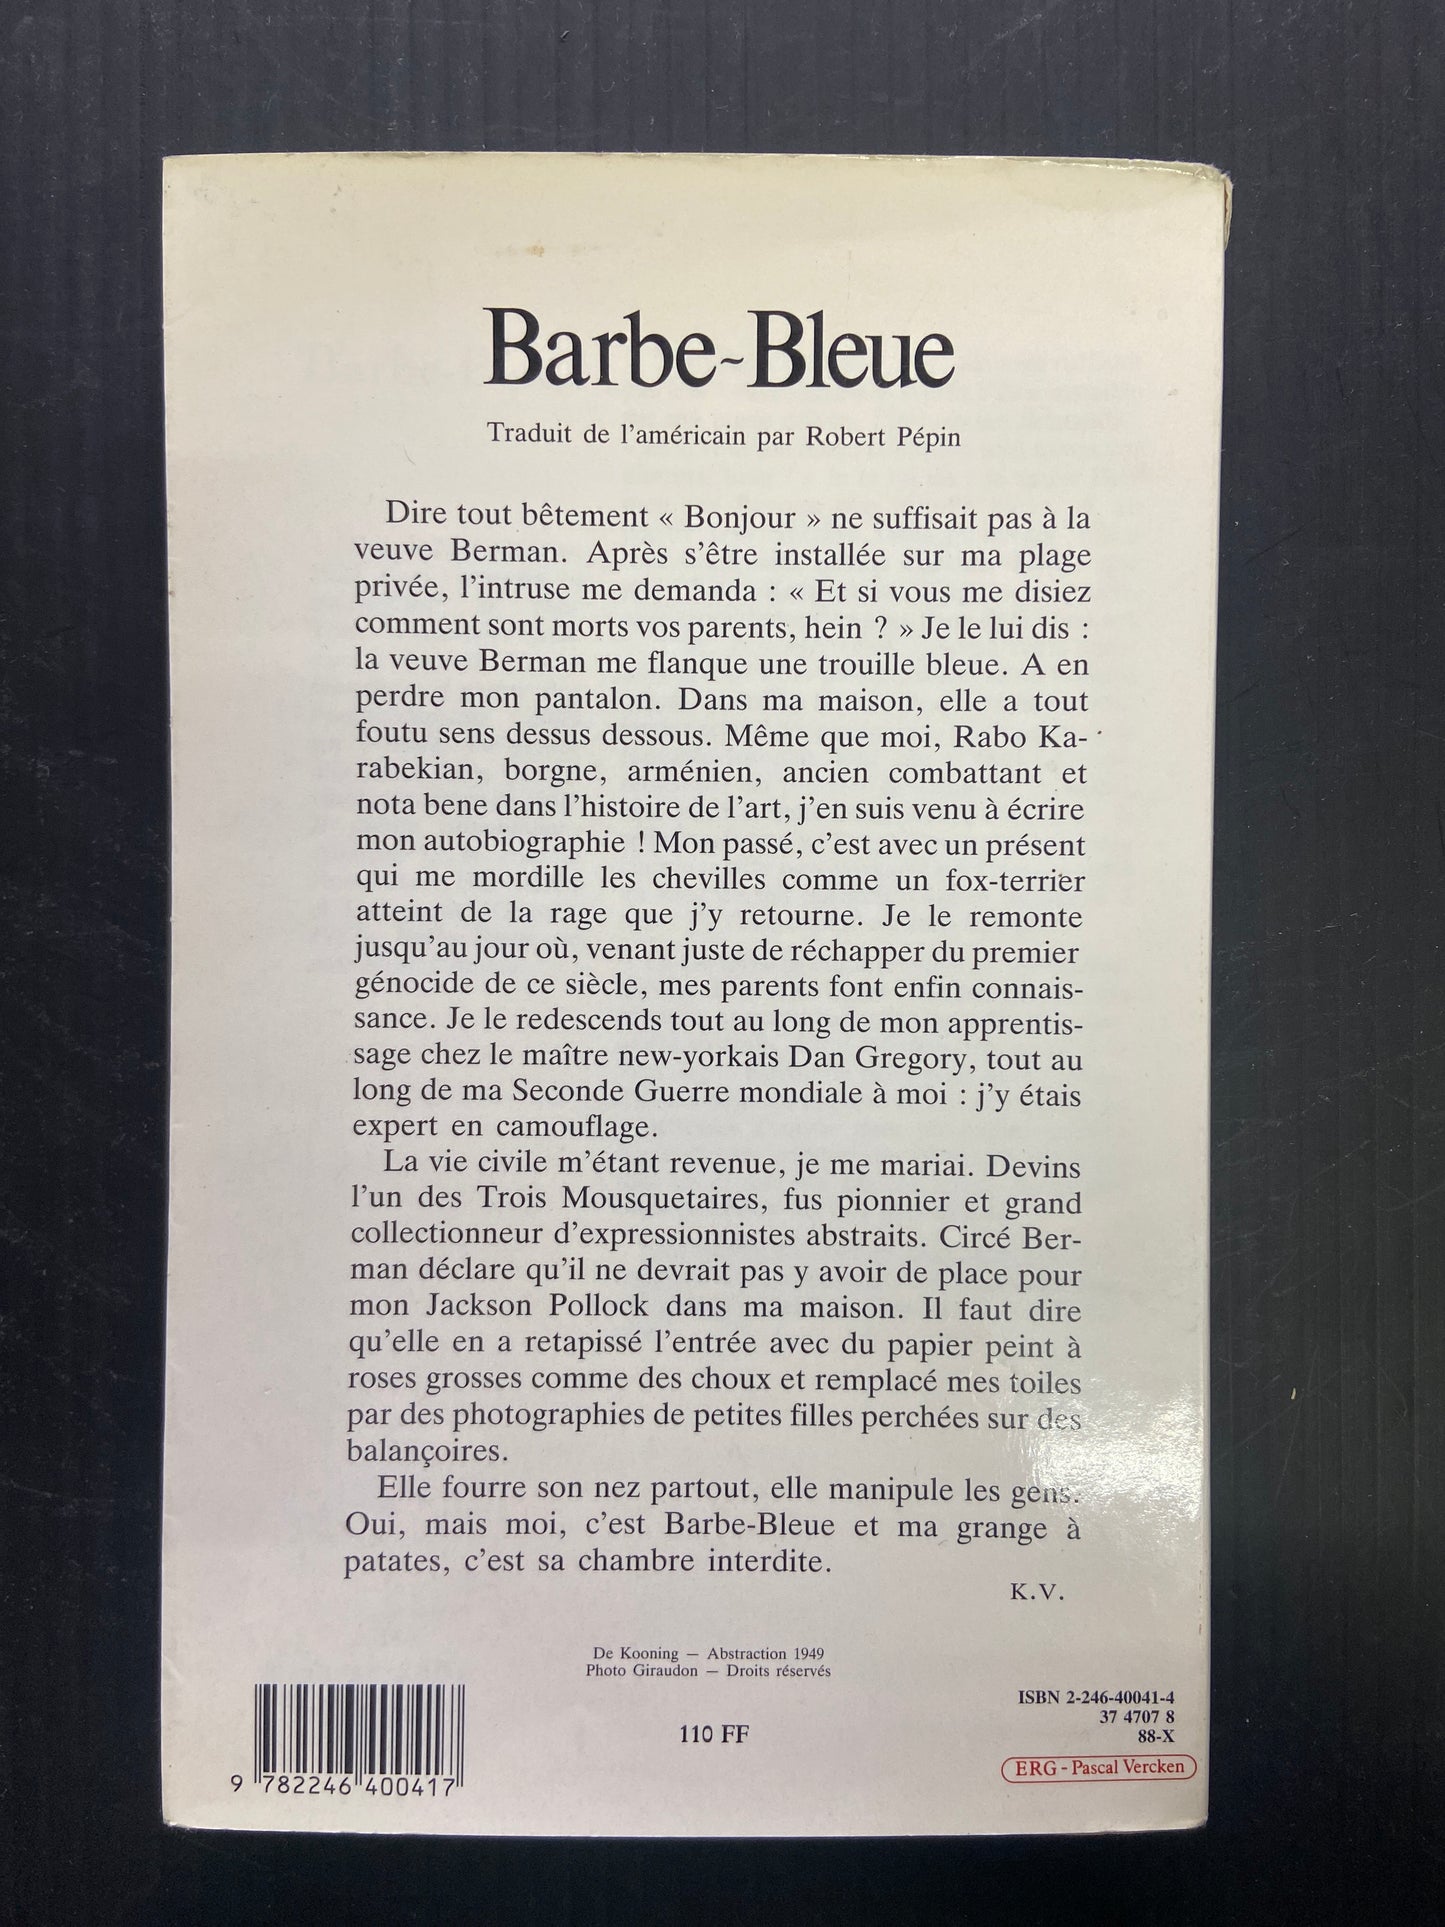 Barbe-Bleue
Traduit de l'américain par Robert Pépin
Dire tout bêtement « Bonjour » ne suffisait pas à la
veuve Berman. Après s'être installée sur ma plage
privée, l'intruse me demanda : « Et si vous me disiez
comment sont morts vos parents, hein ? » Je le lui dis :
la veuve Berman me flanque une trouille bleue. A en
perdre mon pantalon. Dans ma maison, elle a tout
foutu sens dessus dessous. Même que moi, Rabo Ka-
rabekian, borgne, arménien, ancien combattant et
nota bene dans l'histoire de l'art, j'en suis venu à écrire
mon autobiographie ! Mon passé, c'est avec un présent
qui me mordille les chevilles comme un fox-terrier
atteint de la rage que j'y retourne. Je le remonte
jusqu'au jour où, venant juste de réchapper du premier
génocide de ce siècle, mes parents font enfin connais-
sance. Je le redescends tout au long de mon apprentis-
sage chez le maître new-yorkais Dan Gregory, tout au
long de ma Seconde Guerre mondiale à moi : j'y étais
expert en camouflage.
La vie civile m'étant revenue, je me mariai. Devins
l'un des Trois Mousquetaires, fus pionnier et grand
collectionneur d'expressionnistes abstraits. Circé Ber-
man déclare qu'il ne devrait pas y avoir de place pour
mon Jackson Pollock dans ma maison. Il faut dire
qu'elle en a retapissé l'entrée avec du papier peint à
roses grosses comme des choux et remplacé mes toiles
par des photographies de petites filles perchées sur des
balançoires.
Elle fourre son nez partout, elle manipule les gens.
Oui, mais moi, c'est Barbe-Bleue et ma grange à
patates, c'est sa chambre interdite.
K.V.
De Kooning — Abstraction 1949
Photo Giraudon — Droits réservés
110 FF
ISBN 2-246-40041-4
37 4707 8
88-X
ERG - Pascal Vercken
9 782246 400417